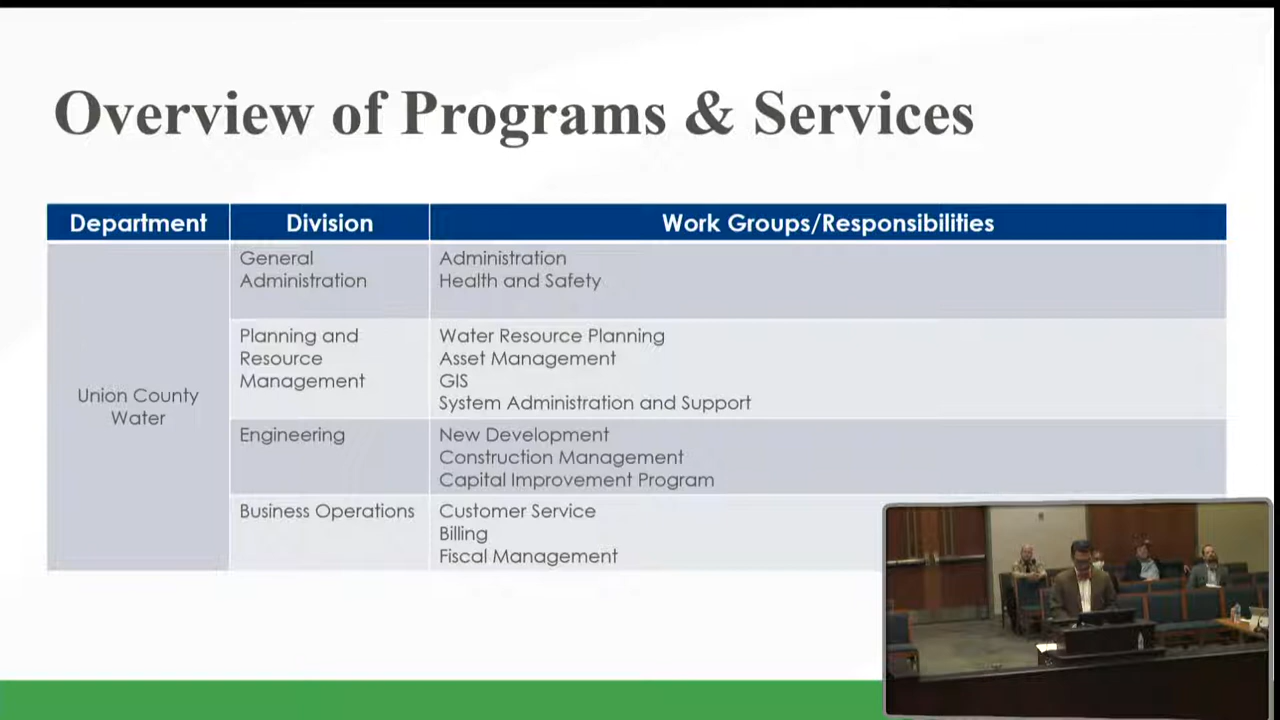 Overview of Programs & Services
Department
Division
Work Groups/Responsibilities
Union County
Water
General
Administration
Administration
Health and Safety
Planning and
Resource
Management
Water Resource Planning
Asset Management
GIS
System Administration and Support
Engineering
New Development
Construction Management
Capital Improvement Program
Business Operations
Customer Service
Billing
Fiscal Management